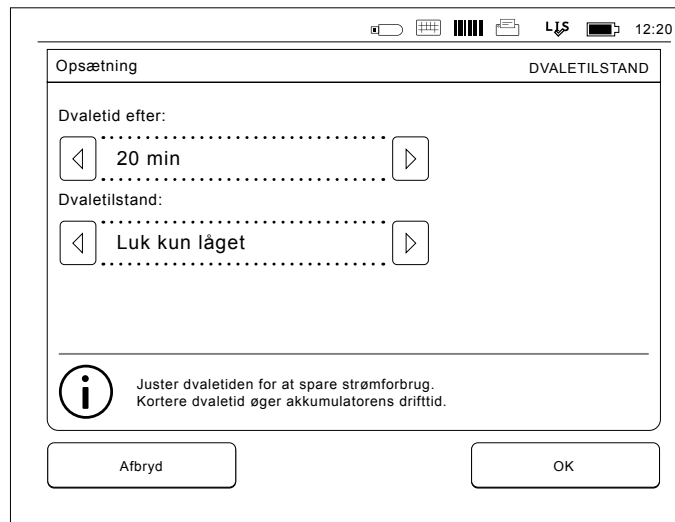 LIS 12:20
Opsætning DVALETILSTAND
Dvaletid efter:
20 min
Dvaletilstand:
Luk kun låget
Juster dvaletiden for at spare strømforbrug.
Kortere dvaletid øger akkumulatorens drifttid.
Afbryd OK